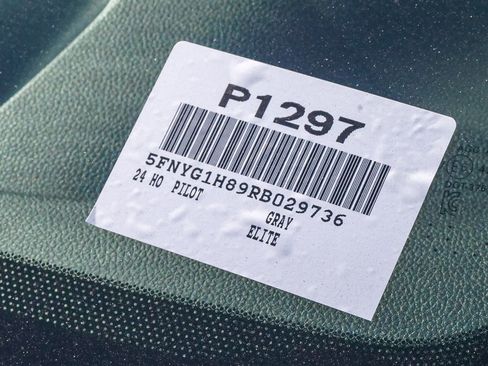 P1297
5FNYG1H89RB029736
24 HO PILOT
GRAY
ELITE